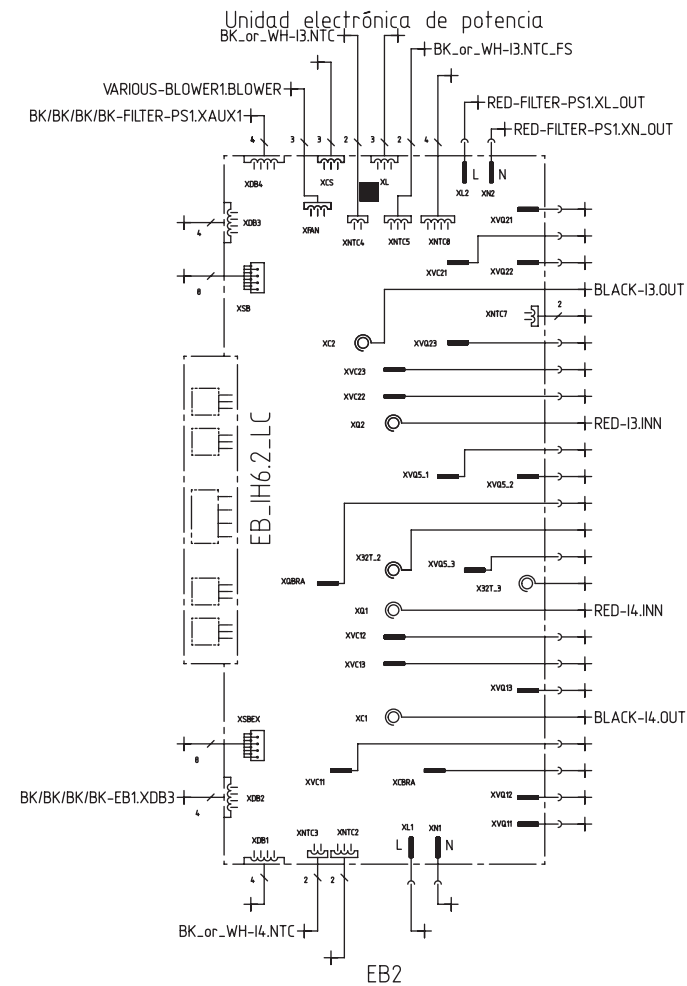 Unidad electrónica de potencia
BK_or_WH-I3.NTC
BK_or_WH-I3.NTC_FS
VARIOUS-BLOWER1.BLOWER
RED-FILTER-PS1.XL_OUT
BK/BK/BK/BK-FILTER-PS1.XAUX1
RED-FILTER-PS1.XN_OUT
4 3 3 2 3 2 4
XDB4 XCS XL XL2 L XN2 N
XFAN XNTC4 XNTC5 XNTC8 XVQ21
4 XDB3
XVC21 XVQ22
8 XSB
BLACK-I3.OUT
XNTC7 2
XC2 XVQ23
XVC23
XVC22
XQ2 RED-I3.INN
EB_IH6.2_LC
XVQ5_1 XVQ5_2
X32T_2 XVQ5_3
XQBRA X32T_3
XQ1 RED-I4.INN
XVC12
XVC13
XVQ13
XSBEX XC1 BLACK-I4.OUT
8
XVC11 XCBRA
BK/BK/BK/BK-EB1.XDB3 4 XDB2 XVQ12
XVQ11
XDB1 XNTC3 XNTC2 XL1 XN1
L N
4 2 2
BK_or_WH-I4.NTC
EB2